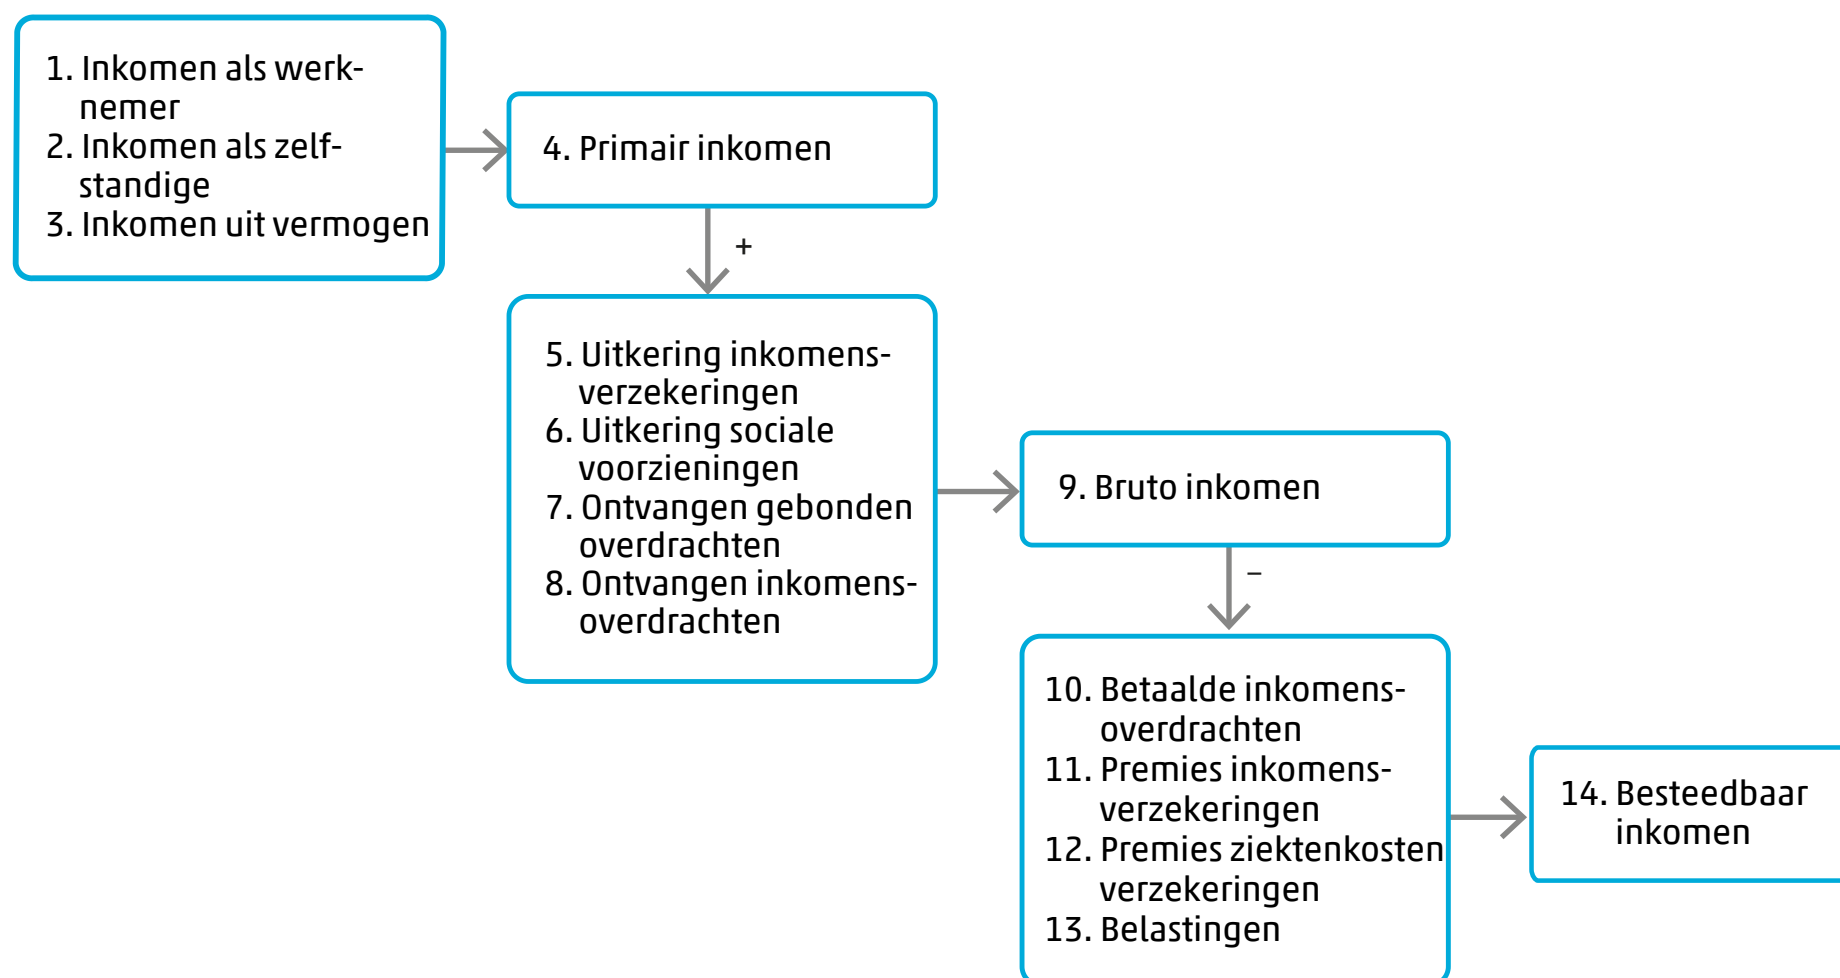 1. Inkomen als werk-
nemer
2. Inkomen als zelf-
standige
3. Inkomen uit vermogen
4. Primair inkomen
+
5. Uitkering inkomens-
verzekeringen
6. Uitkering sociale
voorzieningen
7. Ontvangen gebonden
overdrachten
8. Ontvangen inkomens-
overdrachten
9. Bruto inkomen
–
10. Betaalde inkomens-
overdrachten
11. Premies inkomens-
verzekeringen
12. Premies ziektenkosten
verzekeringen
13. Belastingen
14. Besteedbaar
inkomen